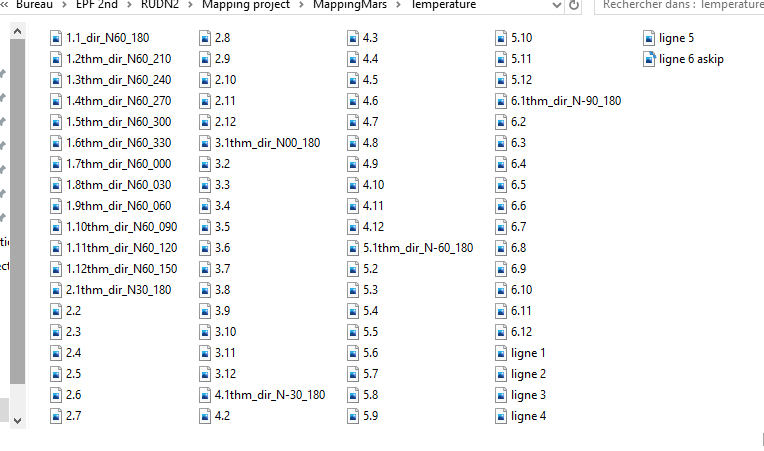 « Bureau > EPF 2nd > RUDN2 > Mapping project > MappingMars > Temperature
Rechercher dans : Temperature
1.1_dir_N60_180
1.2thm_dir_N60_210
1.3thm_dir_N60_240
1.4thm_dir_N60_270
1.5thm_dir_N60_300
1.6thm_dir_N60_330
1.7thm_dir_N60_000
1.8thm_dir_N60_030
1.9thm_dir_N60_060
1.10thm_dir_N60_090
1.11thm_dir_N60_120
1.12thm_dir_N60_150
2.1thm_dir_N30_180
2.2
2.3
2.4
2.5
2.6
2.7
2.8
2.9
2.10
2.11
2.12
3.1thm_dir_N00_180
3.2
3.3
3.4
3.5
3.6
3.7
3.8
3.9
3.10
3.11
3.12
4.1thm_dir_N-30_180
4.2
4.3
4.4
4.5
4.6
4.7
4.8
4.9
4.10
4.11
4.12
5.1thm_dir_N-60_180
5.2
5.3
5.4
5.5
5.6
5.7
5.8
5.9
5.10
5.11
5.12
6.1thm_dir_N-90_180
6.2
6.3
6.4
6.5
6.6
6.7
6.8
6.9
6.10
6.11
6.12
ligne 1
ligne 2
ligne 3
ligne 4
ligne 5
ligne 6 askip